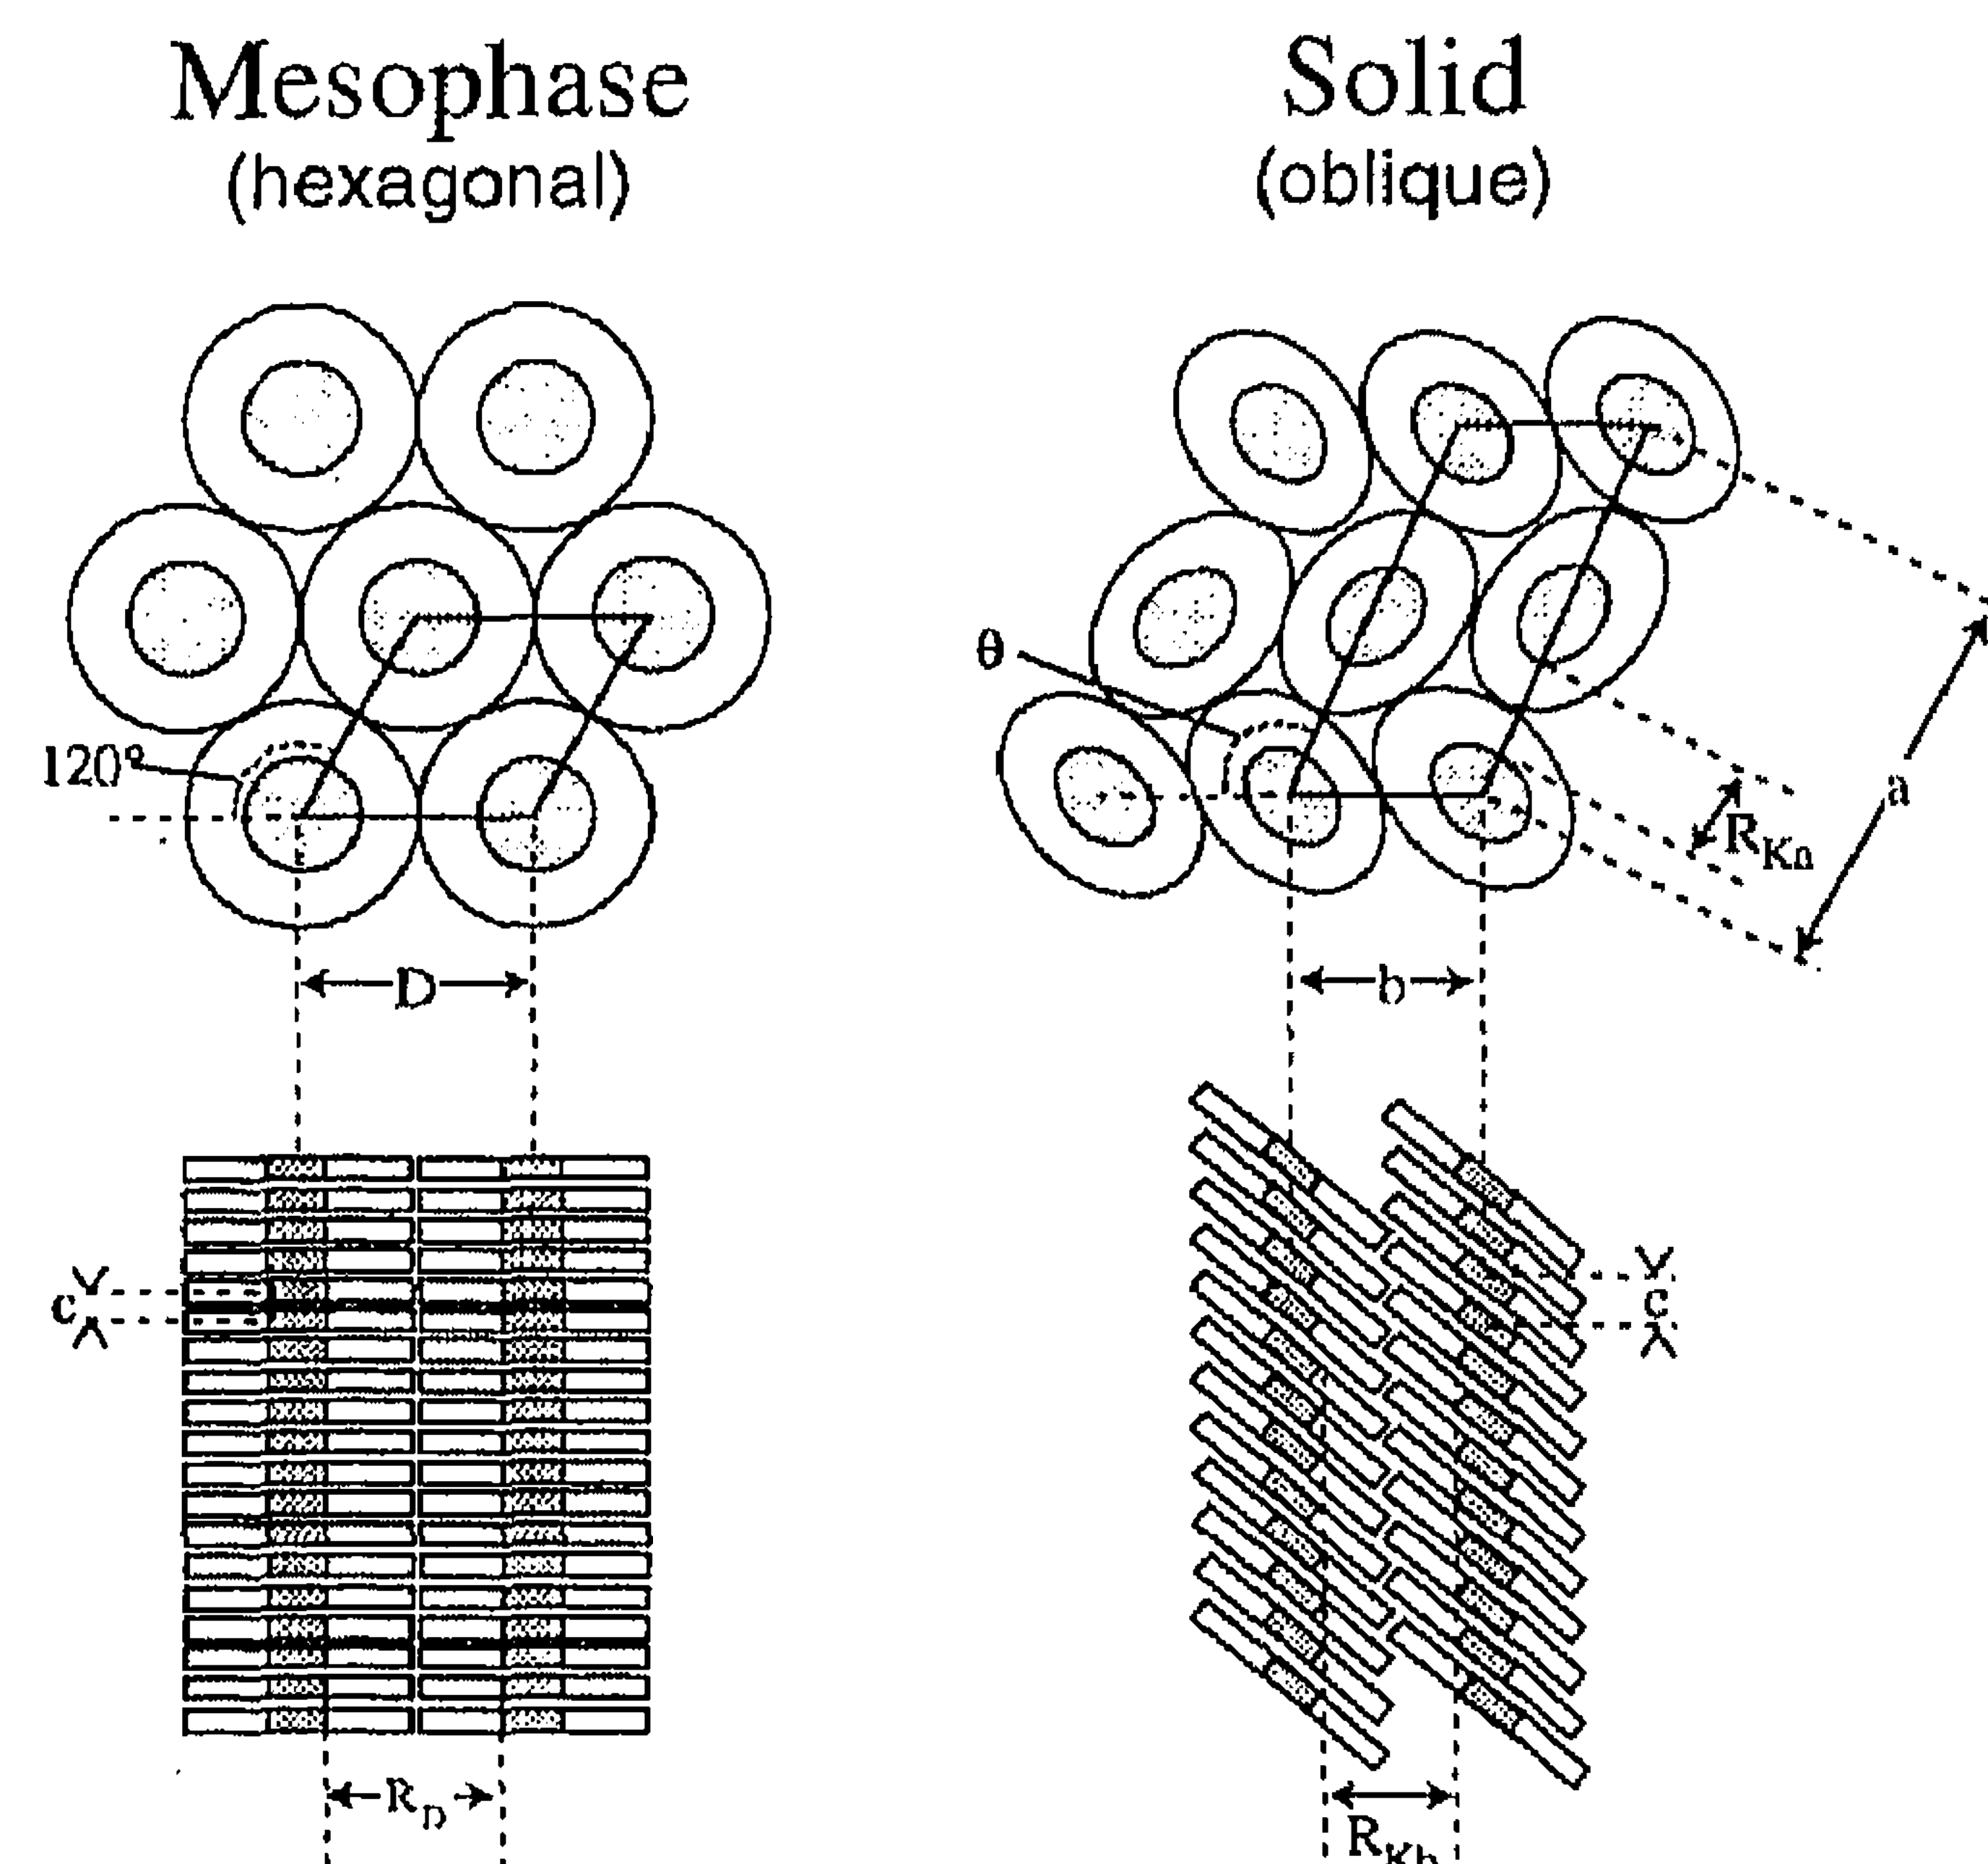 Mesophase
(hexagonal)
Solid
(oblique)
120°
θ
a
R_Ka
D
b
c
c
R_D
R_Kb